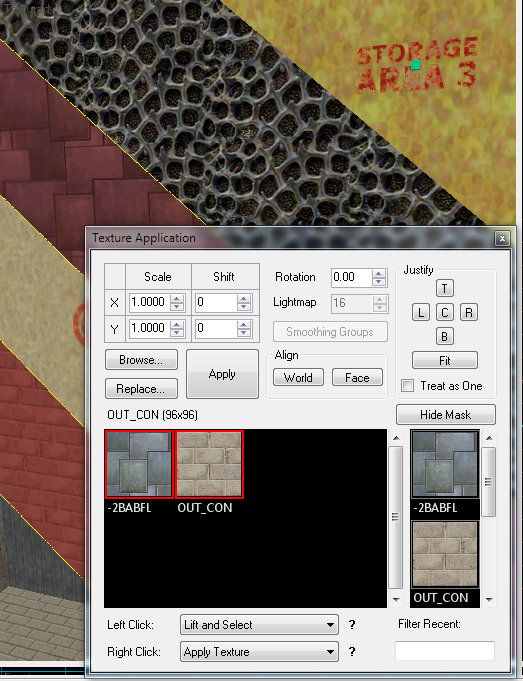 STORAGE
AREA 3
Texture Application
Scale Shift
X 1.0000 0
Y 1.0000 0
Rotation 0.00
Lightmap 16
Smoothing Groups
Justify
T
L C R
B
Fit
Treat as One
Browse...
Replace...
Apply
Align
World Face
OUT_CON (96x96)
Hide Mask
-2BABFL OUT_CON
-2BABFL
OUT_CON
Left Click: Lift and Select ?
Right Click: Apply Texture ?
Filter Recent: